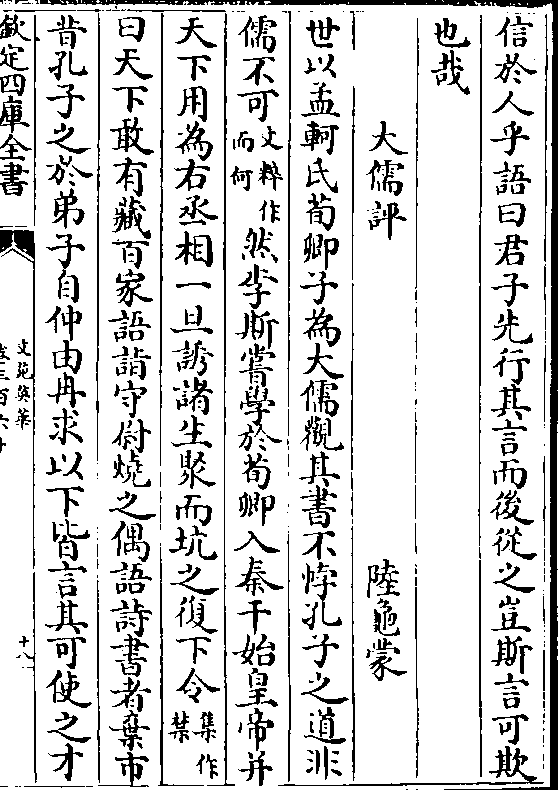 信於人乎語曰君子先行其言而後從之豈斯言可欺
也哉
大儒評 陸龜蒙
世以孟軻氏荀卿子為大儒觀其書不悖孔子之道非
儒不可文粹作而何然李斯嘗學於荀卿入秦干始皇帝并
天下用為右丞相一旦誘諸生聚而坑之復下令集作禁
曰天下敢有藏百家語詣守尉燒之偶語詩書者棄市
昔孔子之於弟子自仲由冉求以下皆言其可使之才
欽定四庫全書
文苑英華
卷三百六十
十八